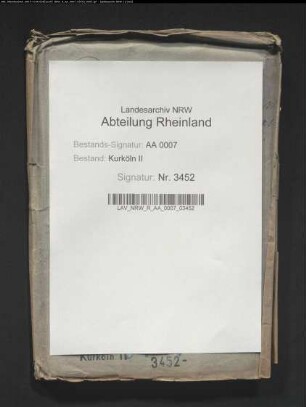 Landesarchiv NRW
Abteilung Rheinland
Bestands-Signatur: AA 0007
Bestand: Kurköln II
Signatur: Nr. 3452
LAV_NRW_R_AA_0007_03452
Kurköln II
3452-